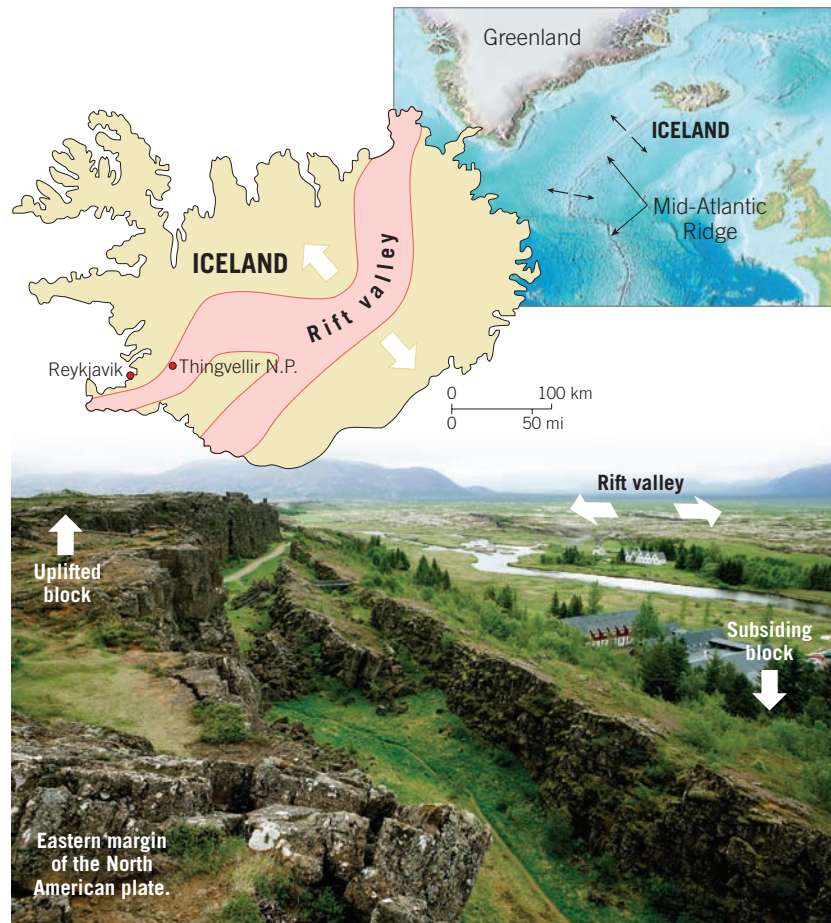 Greenland
ICELAND
Mid-Atlantic
Ridge
ICELAND
Rift valley
Reykjavik
Thingvellir N.P.
0 100 km
0 50 mi
Rift valley
Uplifted
block
Subsiding
block
Eastern margin
of the North
American plate.